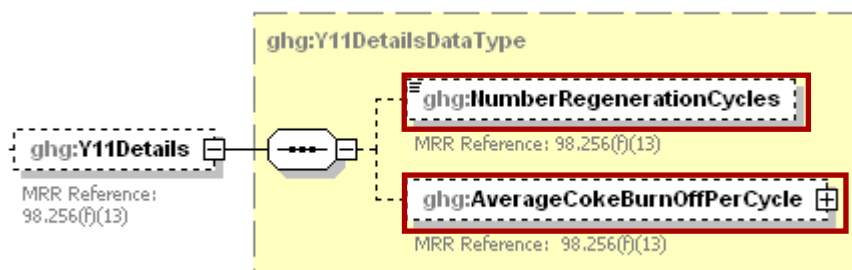 ghg:Y11DetailsDataType
ghg:NumberRegenerationCycles
MRR Reference: 98.256(f)(13)
ghg:Y11Details
MRR Reference:
98.256(f)(13)
ghg:AverageCokeBurnOffPerCycle
MRR Reference: 98.256(f)(13)